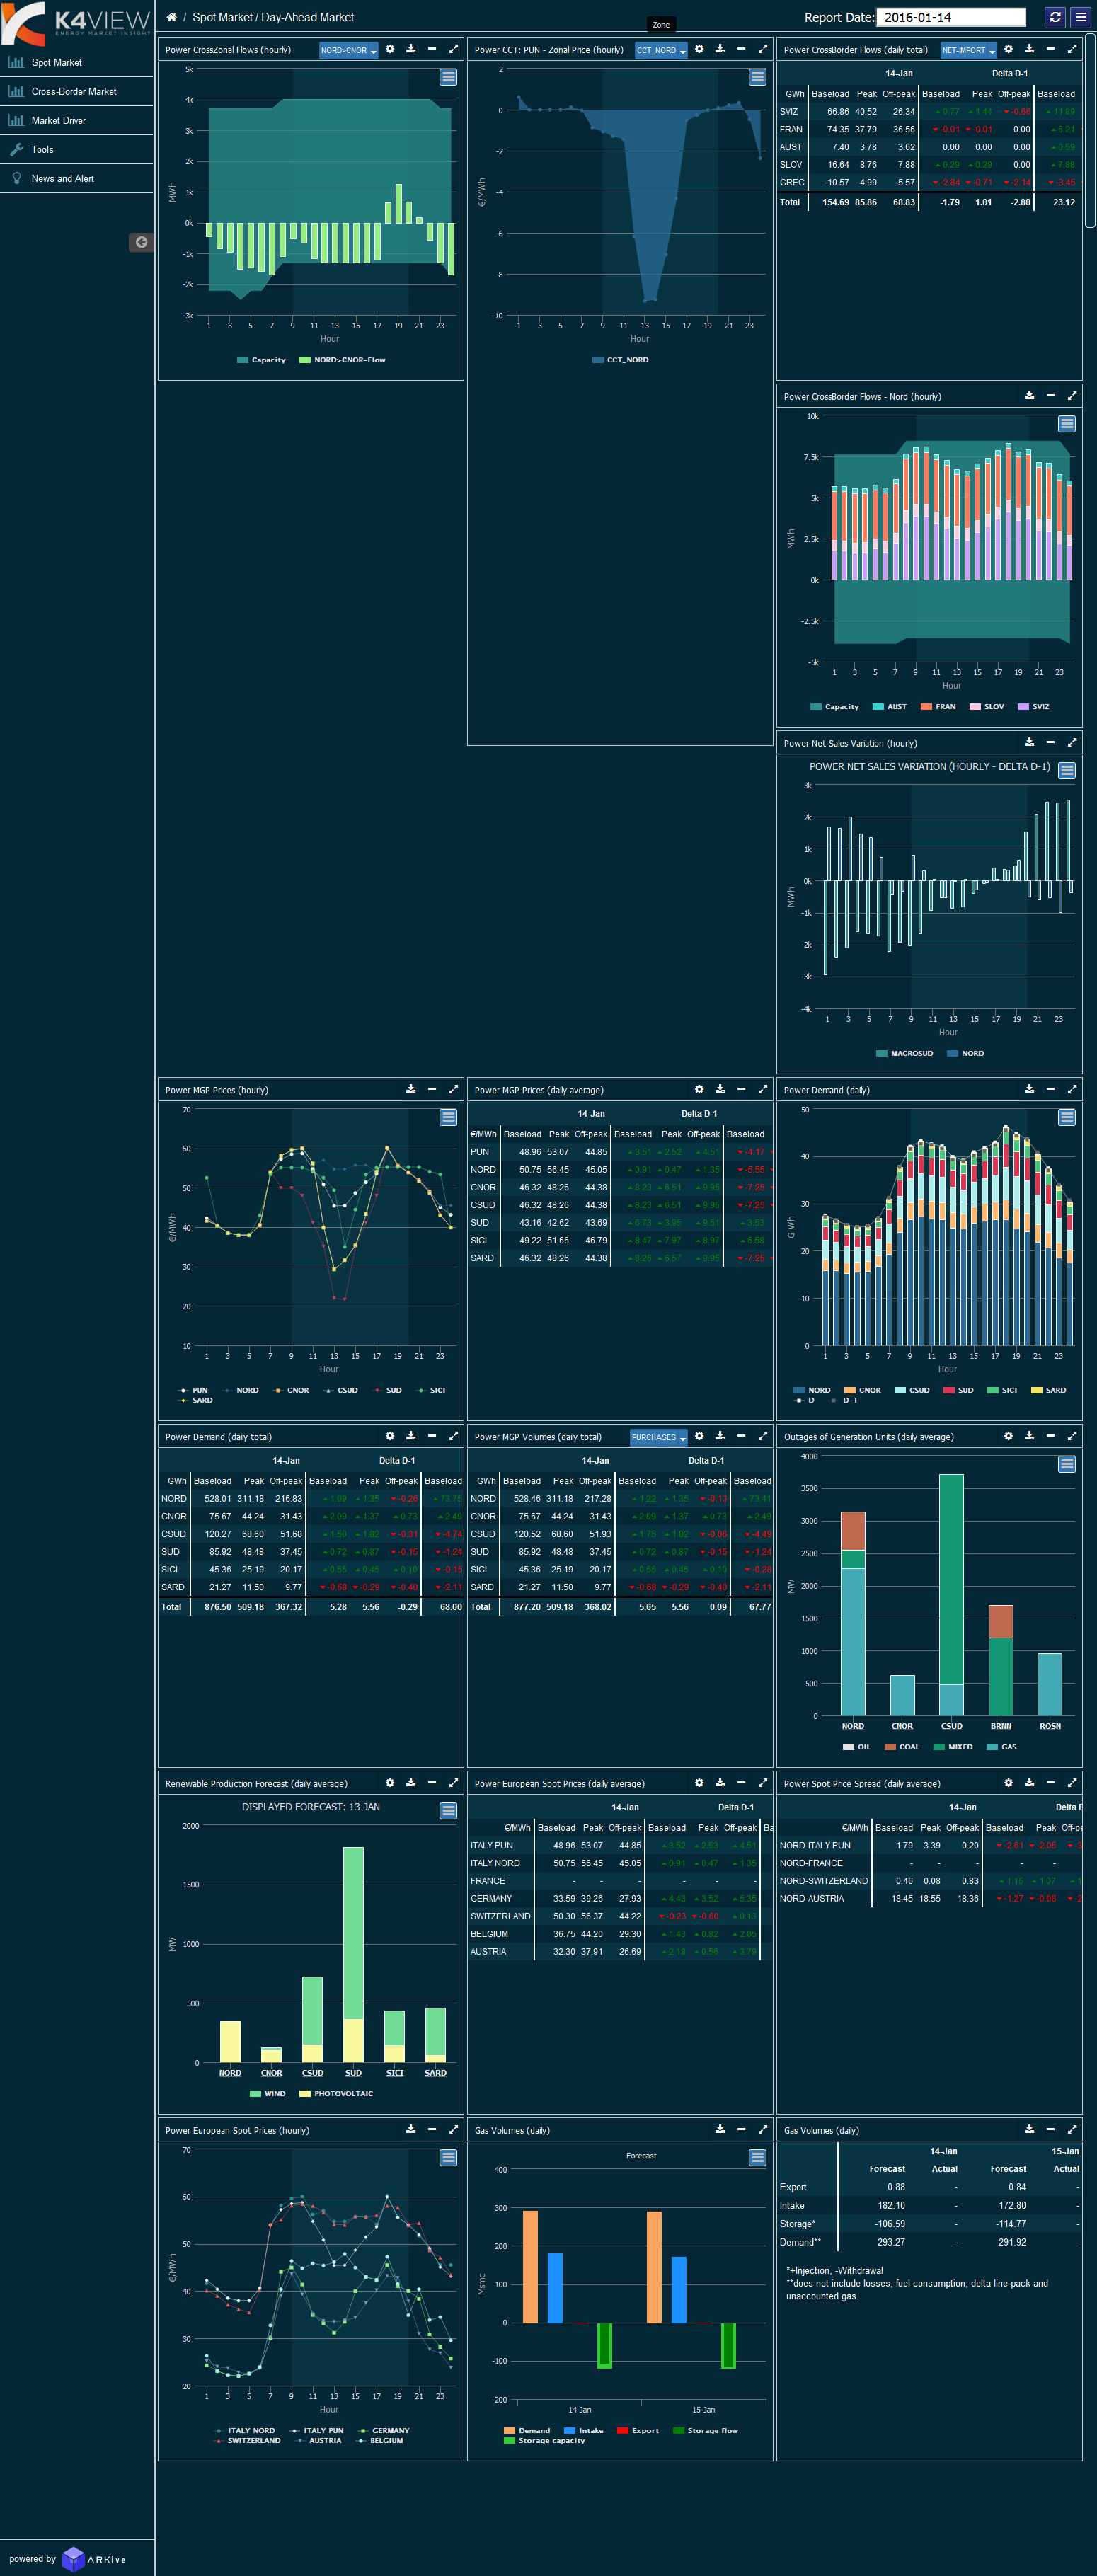 K4VIEW
ENERGY MARKET INSIGHT
/ Spot Market / Day-Ahead Market
Report Date: 2016-01-14
Zone
Spot Market
Cross-Border Market
Market Driver
Tools
News and Alert
Power CrossZonal Flows (hourly) NORD>CNOR
5k
4k
3k
2k
1k
0k
-1k
-2k
-3k
MWh
1 3 5 7 9 11 13 15 17 19 21 23
Hour
Capacity NORD>CNOR-Flow
Power CCT: PUN - Zonal Price (hourly) CCT_NORD
2
0
-2
-4
-6
-8
-10
€/MWh
1 3 5 7 9 11 13 15 17 19 21 23
Hour
CCT_NORD
Power CrossBorder Flows (daily total) NET-IMPORT
14-Jan Delta D-1
GWh Baseload Peak Off-peak Baseload Peak Off-peak Baseload
SVIZ 66.86 40.52 26.34 0.77 1.44 -0.66 11.89
FRAN 74.35 37.79 36.56 -0.01 -0.01 0.00 6.21
AUST 7.40 3.78 3.62 0.00 0.00 0.00 0.59
SLOV 16.64 8.76 7.88 0.29 0.29 0.00 7.88
GREC -10.57 -4.99 -5.57 -2.84 -0.71 -2.14 -3.45
Total 154.69 85.86 68.83 -1.79 1.01 -2.80 23.12
Power CrossBorder Flows - Nord (hourly)
10k
7.5k
5k
2.5k
0k
-2.5k
-5k
MWh
1 3 5 7 9 11 13 15 17 19 21 23
Hour
Capacity AUST FRAN SLOV SVIZ
Power Net Sales Variation (hourly)
POWER NET SALES VARIATION (HOURLY - DELTA D-1)
3k
2k
1k
0k
-1k
-2k
-3k
-4k
MWh
1 3 5 7 9 11 13 15 17 19 21 23
Hour
MACROSUD NORD
Power MGP Prices (hourly)
70
60
50
40
30
20
10
€/MWh
1 3 5 7 9 11 13 15 17 19 21 23
Hour
PUN NORD CNOR CSUD SUD SICI
SARD
Power MGP Prices (daily average)
14-Jan Delta D-1
€/MWh Baseload Peak Off-peak Baseload Peak Off-peak Baseload
PUN 48.96 53.07 44.85 3.51 2.52 4.51 -4.17
NORD 50.75 56.45 45.05 0.91 0.47 1.35 -5.55
CNOR 46.32 48.26 44.38 8.23 6.51 9.95 -7.25
CSUD 46.32 48.26 44.38 8.23 6.51 9.95 -7.25
SUD 43.16 42.62 43.69 6.73 3.95 9.51 3.53
SICI 49.22 51.66 46.79 8.47 7.97 8.97 6.58
SARD 46.32 48.26 44.38 8.26 6.57 9.95 -7.25
Power Demand (daily)
50
40
30
20
10
0
G Wh
1 3 5 7 9 11 13 15 17 19 21 23
Hour
NORD CNOR CSUD SUD SICI SARD
D D-1
Power Demand (daily total)
14-Jan Delta D-1
GWh Baseload Peak Off-peak Baseload Peak Off-peak Baseload
NORD 528.01 311.18 216.83 1.09 1.35 -0.26 73.75
CNOR 75.67 44.24 31.43 2.09 1.37 0.73 2.49
CSUD 120.27 68.60 51.68 1.50 1.82 -0.31 -4.74
SUD 85.92 48.48 37.45 0.72 0.87 -0.15 -1.24
SICI 45.36 25.19 20.17 0.55 0.45 0.10 -0.15
SARD 21.27 11.50 9.77 -0.68 -0.29 -0.40 -2.11
Total 876.50 509.18 367.32 5.28 5.56 -0.29 68.00
Power MGP Volumes (daily total) PURCHASES
14-Jan Delta D-1
GWh Baseload Peak Off-peak Baseload Peak Off-peak Baseload
NORD 528.46 311.18 217.28 1.22 1.35 -0.13 73.41
CNOR 75.67 44.24 31.43 2.09 1.37 0.73 2.49
CSUD 120.52 68.60 51.93 1.75 1.82 -0.06 -4.49
SUD 85.92 48.48 37.45 0.72 0.87 -0.15 -1.24
SICI 45.36 25.19 20.17 0.55 0.45 0.10 -0.28
SARD 21.27 11.50 9.77 -0.68 -0.29 -0.40 -2.11
Total 877.20 509.18 368.02 5.65 5.56 0.09 67.77
Outages of Generation Units (daily average)
4000
3500
3000
2500
2000
1500
1000
500
0
MW
NORD CNOR CSUD BRNN ROSN
OIL COAL MIXED GAS
Renewable Production Forecast (daily average)
DISPLAYED FORECAST: 13-JAN
2000
1500
1000
500
0
MW
NORD CNOR CSUD SUD SICI SARD
WIND PHOTOVOLTAIC
Power European Spot Prices (daily average)
14-Jan Delta D-1
€/MWh Baseload Peak Off-peak Baseload Peak Off-peak Ba
ITALY PUN 48.96 53.07 44.85 3.52 2.53 4.51
ITALY NORD 50.75 56.45 45.05 0.91 0.47 1.35
FRANCE - - - - - -
GERMANY 33.59 39.26 27.93 4.43 3.52 5.35
SWITZERLAND 50.30 56.37 44.22 -0.23 -0.60 0.13
BELGIUM 36.75 44.20 29.30 1.43 0.82 2.05
AUSTRIA 32.30 37.91 26.69 2.18 0.56 3.79
Power Spot Price Spread (daily average)
14-Jan Delta D
€/MWh Baseload Peak Off-peak Baseload Peak Off-p
NORD-ITALY PUN 1.79 3.39 0.20 -2.61 -2.05
NORD-FRANCE - - - - -
NORD-SWITZERLAND 0.46 0.08 0.83 1.15 1.07
NORD-AUSTRIA 18.45 18.55 18.36 -1.27 -0.08
Power European Spot Prices (hourly)
70
60
50
40
30
20
€/MWh
1 3 5 7 9 11 13 15 17 19 21 23
Hour
ITALY NORD ITALY PUN GERMANY
SWITZERLAND AUSTRIA BELGIUM
Gas Volumes (daily)
Forecast
400
300
200
100
0
-100
-200
Msmc
14-Jan 15-Jan
Demand Intake Export Storage flow
Storage capacity
Gas Volumes (daily)
14-Jan 15-Jan
Forecast Actual Forecast Actual
Export 0.88 - 0.84 -
Intake 182.10 - 172.80 -
Storage* -106.59 - -114.77 -
Demand** 293.27 - 291.92 -
*+Injection, -Withdrawal
**does not include losses, fuel consumption, delta line-pack and
unaccounted gas.
powered by ARKive